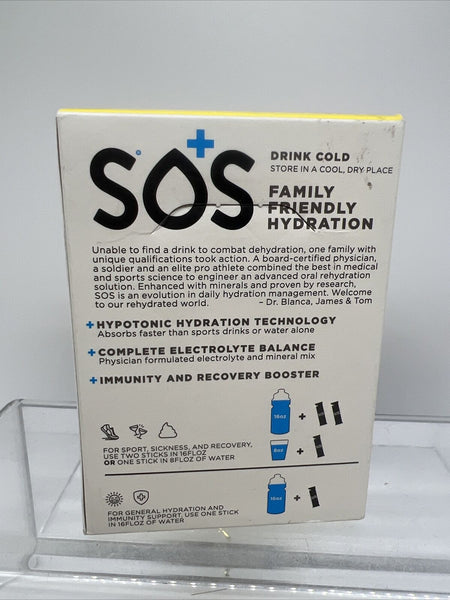 SOS
DRINK COLD
STORE IN A COOL, DRY PLACE
FAMILY
FRIENDLY
HYDRATION
Unable to find a drink to combat dehydration, one family with
unique qualifications took action. A board-certified physician,
a soldier and an elite pro athlete combined the best in medical
and sports science to engineer an advanced oral rehydration
solution. Enhanced with minerals and proven by research,
SOS is an evolution in daily hydration management. Welcome
to our rehydrated world. – Dr. Blanca, James & Tom
+HYPOTONIC HYDRATION TECHNOLOGY
Absorbs faster than sports drinks or water alone
+COMPLETE ELECTROLYTE BALANCE
Physician formulated electrolyte and mineral mix
+IMMUNITY AND RECOVERY BOOSTER
16oz +
8oz +
FOR SPORT, SICKNESS, AND RECOVERY,
USE TWO STICKS IN 16FLOZ
OR ONE STICK IN 8FLOZ OF WATER
16oz +
FOR GENERAL HYDRATION AND
IMMUNITY SUPPORT, USE ONE STICK
IN 16FLOZ OF WATER